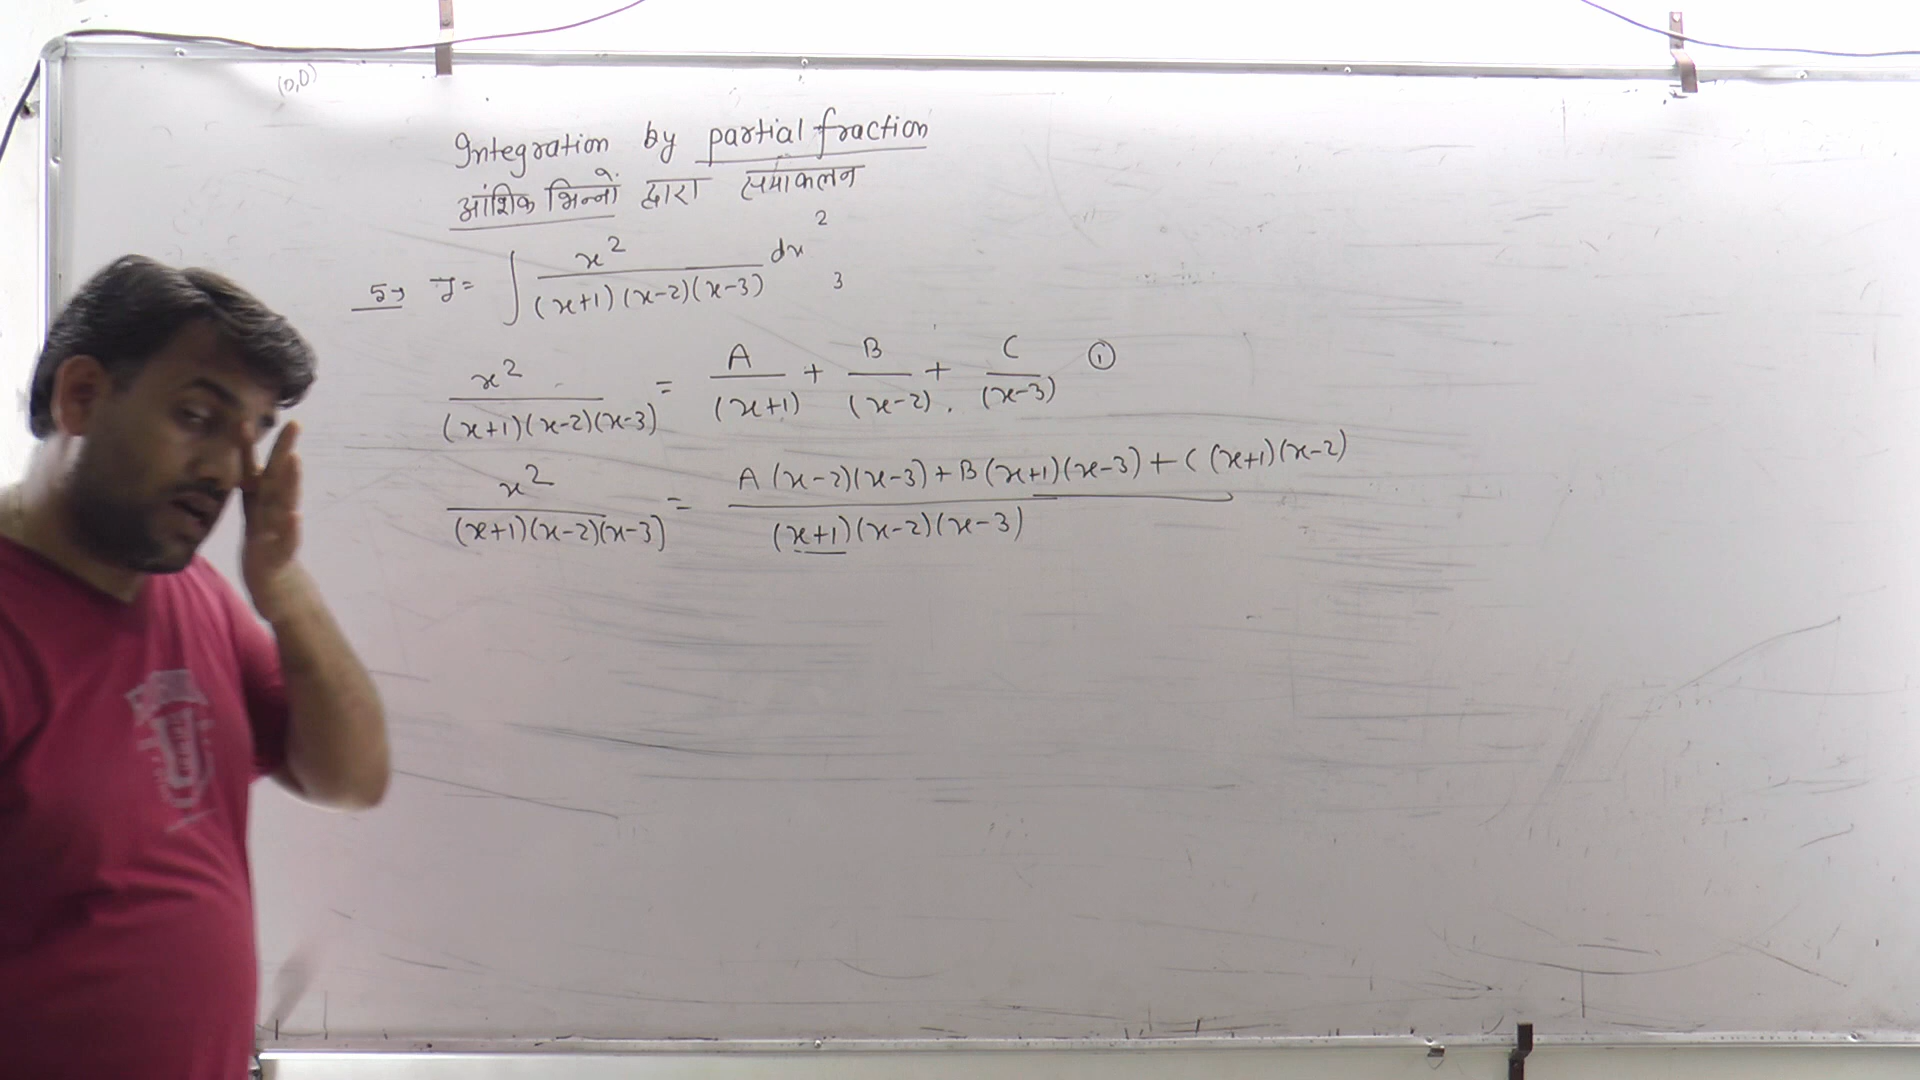 (0,0)
Integration by partial fraction
आंशिक भिन्नों द्वारा समाकलन
5→ I = ∫ x² / (x+1)(x-2)(x-3) dx 2 3
x² / (x+1)(x-2)(x-3) = A / (x+1) + B / (x-2) + C / (x-3) ①
x² / (x+1)(x-2)(x-3) = A(x-2)(x-3) + B(x+1)(x-3) + C(x+1)(x-2) / (x+1)(x-2)(x-3)